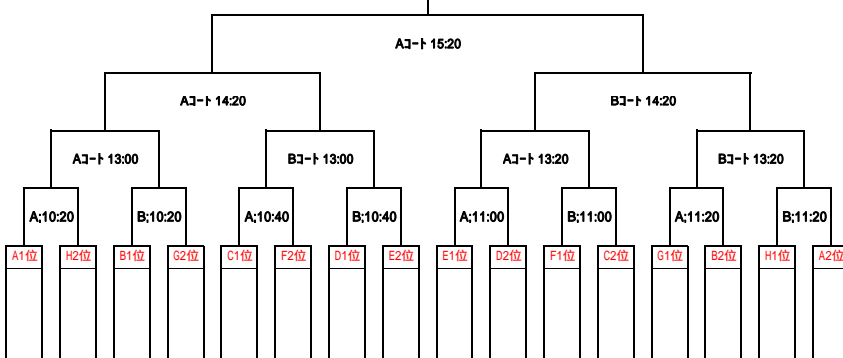 Aｺｰﾄ 15:20
Aｺｰﾄ 14:20
Bｺｰﾄ 14:20
Aｺｰﾄ 13:00
Bｺｰﾄ 13:00
Aｺｰﾄ 13:20
Bｺｰﾄ 13:20
A;10:20
B;10:20
A;10:40
B;10:40
A;11:00
B;11:00
A;11:20
B;11:20
A1位
H2位
B1位
G2位
C1位
F2位
D1位
E2位
E1位
D2位
F1位
C2位
G1位
B2位
H1位
A2位